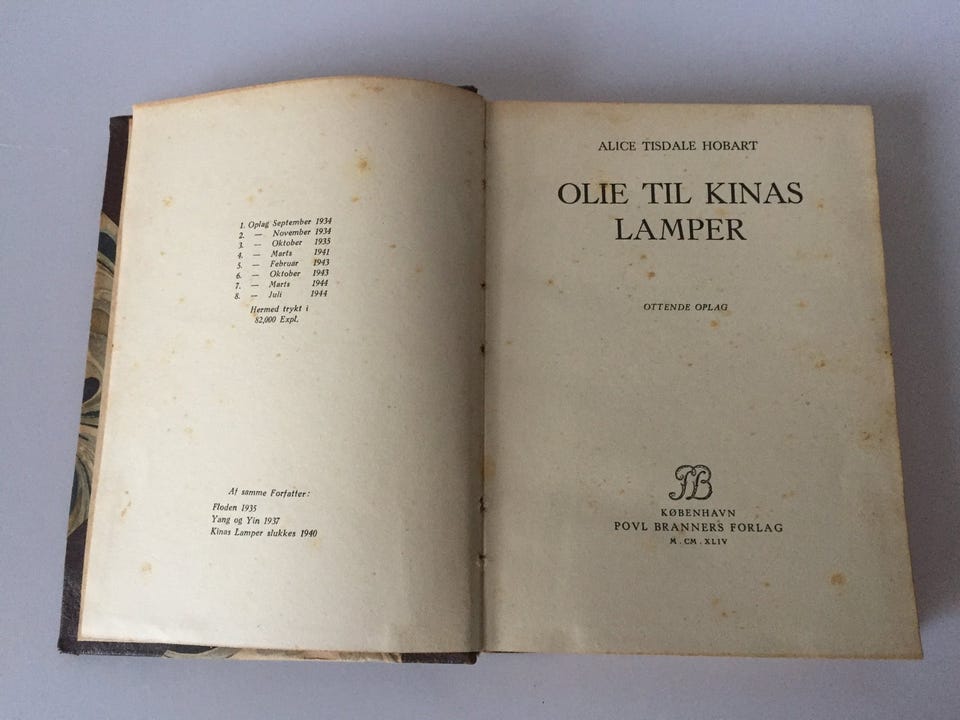 1. Oplag September 1934
2. — November 1934
3. — Oktober 1935
4. — Marts 1941
5. — Februar 1943
6. — Oktober 1943
7. — Marts 1944
8. — Juli 1944
Hermed trykt i
82,000 Expl.
Af samme Forfatter:
Floden 1935
Yang og Yin 1937
Kinas Lamper slukkes 1940
ALICE TISDALE HOBART
OLIE TIL KINAS
LAMPER
OTTENDE OPLAG
PB
KØBENHAVN
POVL BRANNERS FORLAG
M.CM.XLIV